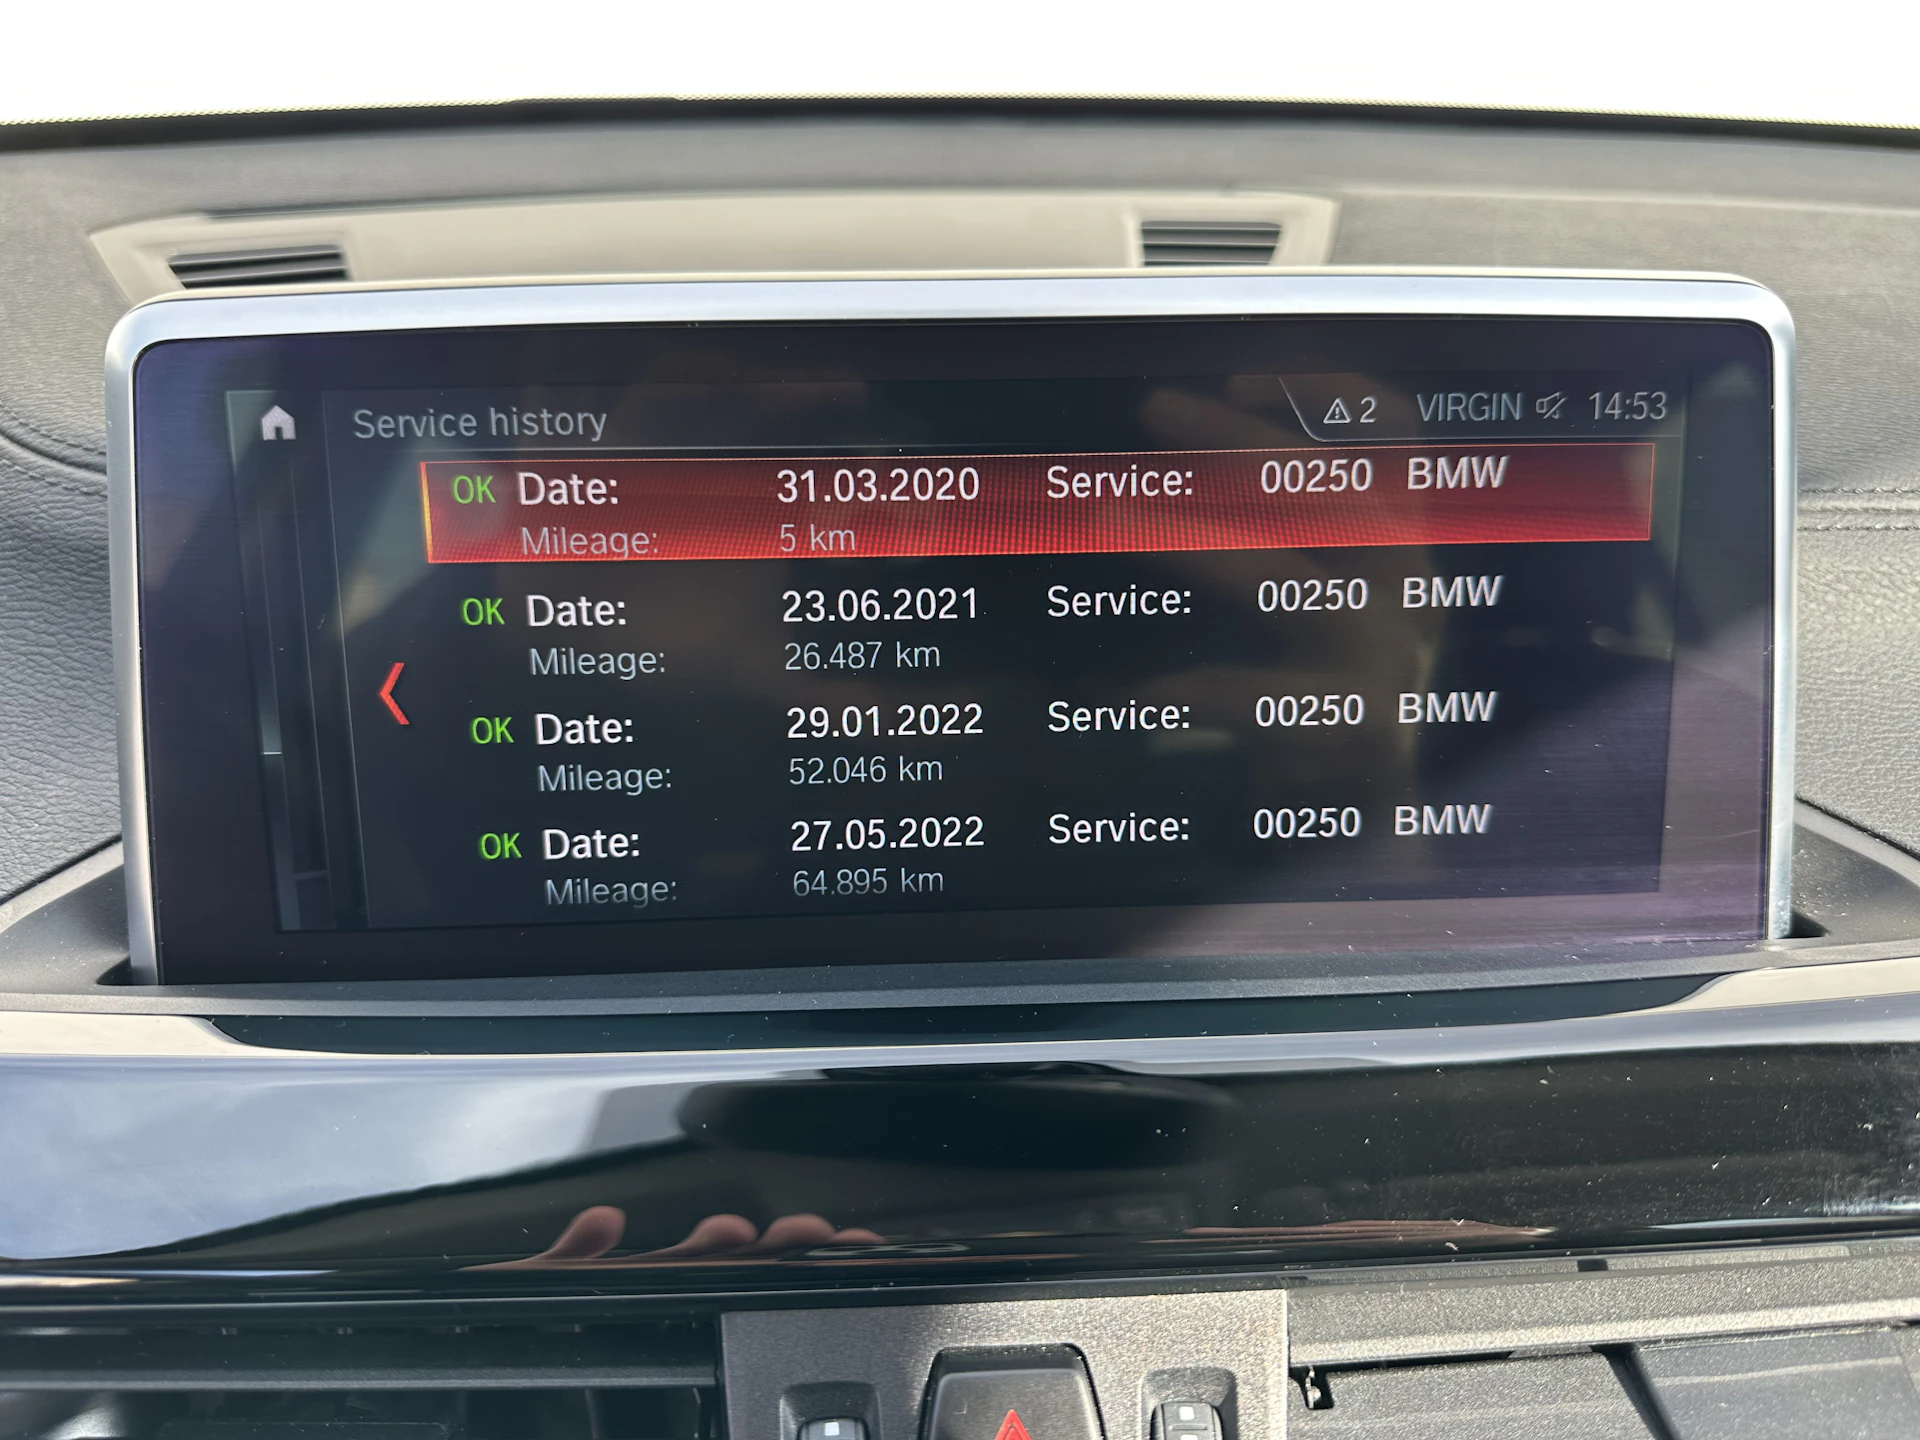 Service history 2 VIRGIN 14:53
OK Date: 31.03.2020 Service: 00250 BMW
Mileage: 5 km
OK Date: 23.06.2021 Service: 00250 BMW
Mileage: 26.487 km
OK Date: 29.01.2022 Service: 00250 BMW
Mileage: 52.046 km
OK Date: 27.05.2022 Service: 00250 BMW
Mileage: 64.895 km